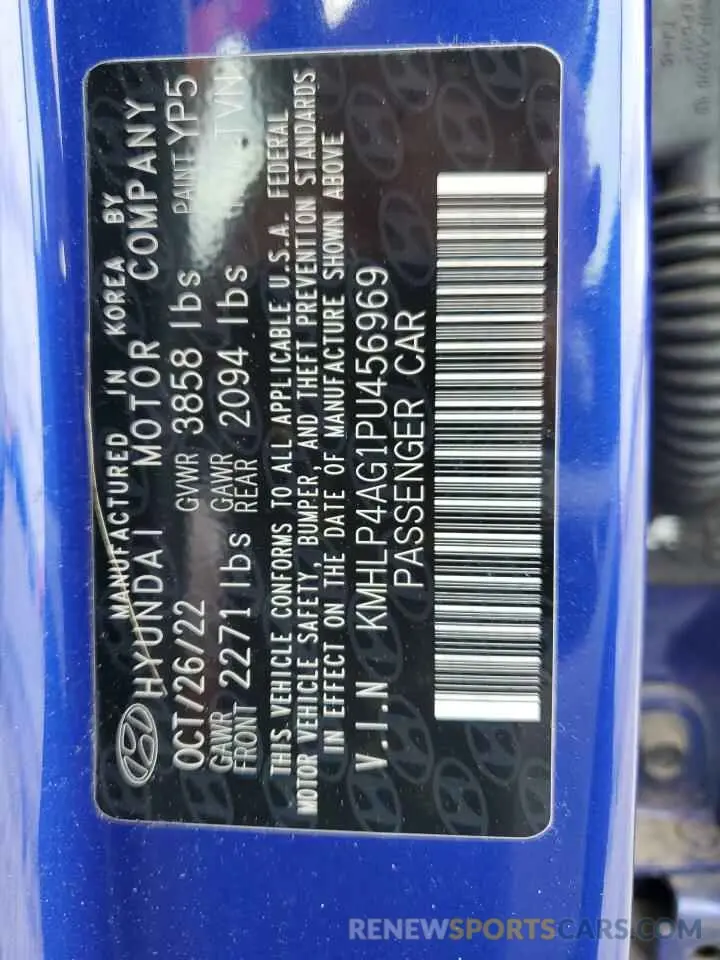 MANUFACTURED IN KOREA BY
HYUNDAI MOTOR COMPANY
OCT/26/22 GVWR 3858 lbs PAINT YP5
GAWR FRONT 2271 lbs GAWR REAR 2094 lbs TVN
THIS VEHICLE CONFORMS TO ALL APPLICABLE U.S.A. FEDERAL
MOTOR VEHICLE SAFETY, BUMPER, AND THEFT PREVENTION STANDARDS
IN EFFECT ON THE DATE OF MANUFACTURE SHOWN ABOVE
V.I.N KMHLP4AG1PU456969
PASSENGER CAR
RENEWSPORTSCARS.COM